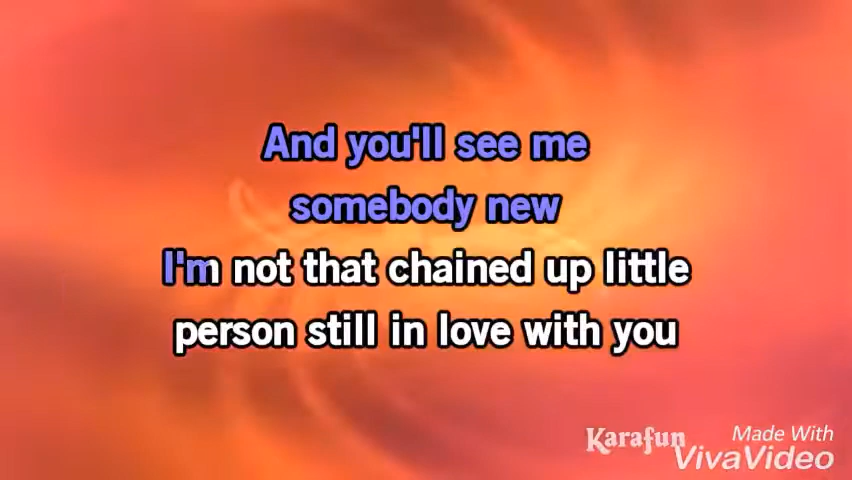 And you'll see me
somebody new
I'm not that chained up little
person still in love with you
Karafun
Made With
VivaVideo